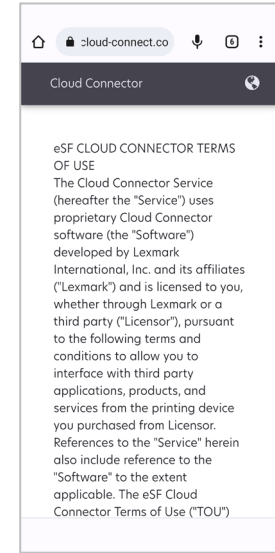 cloud-connect.co
6
Cloud Connector
eSF CLOUD CONNECTOR TERMS
OF USE
The Cloud Connector Service
(hereafter the "Service") uses
proprietary Cloud Connector
software (the "Software")
developed by Lexmark
International, Inc. and its affiliates
("Lexmark") and is licensed to you,
whether through Lexmark or a
third party ("Licensor"), pursuant
to the following terms and
conditions to allow you to
interface with third party
applications, products, and
services from the printing device
you purchased from Licensor.
References to the "Service" herein
also include reference to the
"Software" to the extent
applicable. The eSF Cloud
Connector Terms of Use ("TOU")